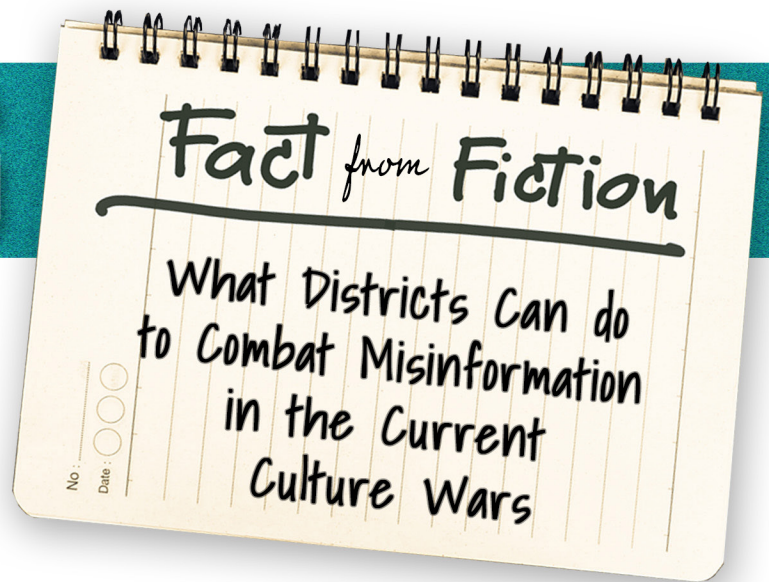 Fact from Fiction
What Districts Can do
to Combat Misinformation
in the Current
Culture Wars
No :
Date :